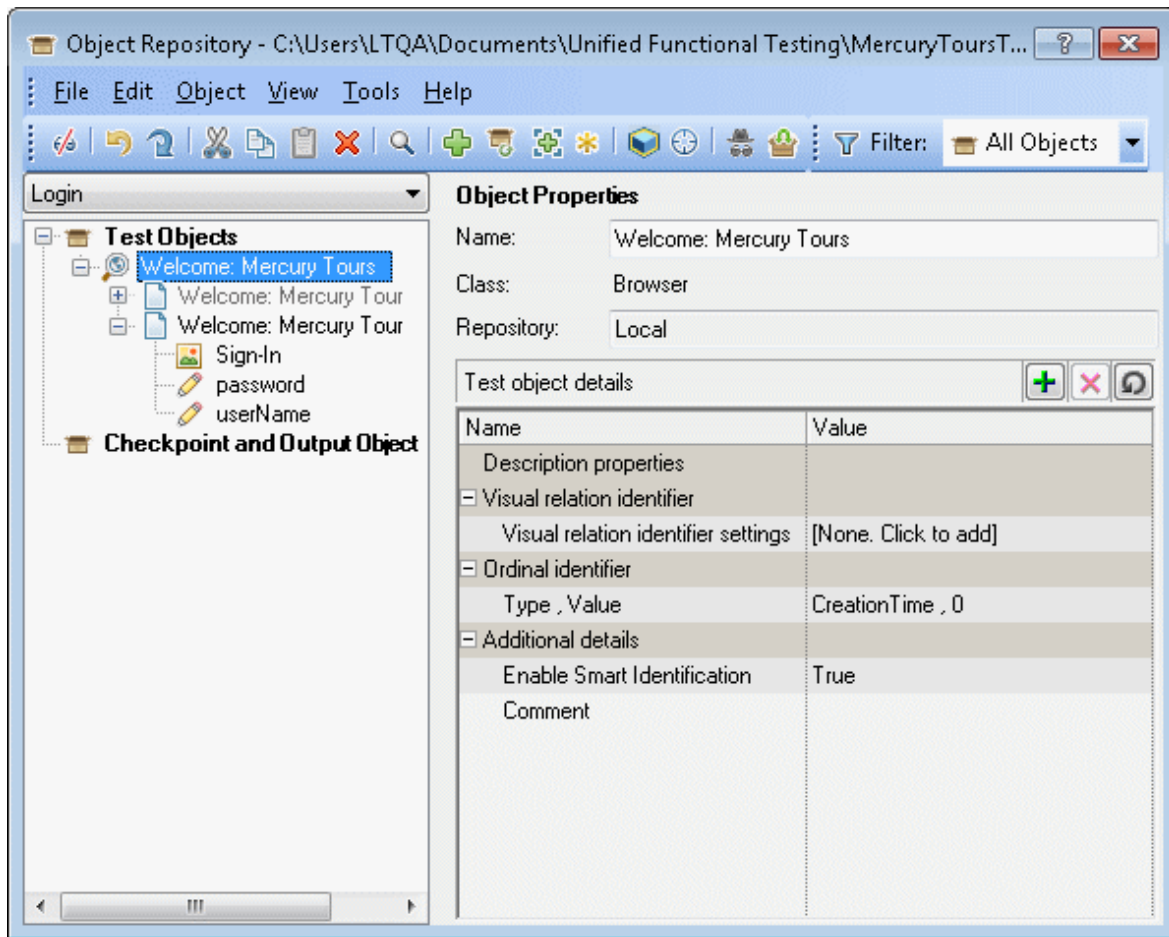 Object Repository - C:\Users\LTQA\Documents\Unified Functional Testing\MercuryToursT...
File Edit Object View Tools Help
Filter: All Objects
Login
Test Objects
Welcome: Mercury Tours
Welcome: Mercury Tour
Welcome: Mercury Tour
Sign-In
password
userName
Checkpoint and Output Object
Object Properties
Name: Welcome: Mercury Tours
Class: Browser
Repository: Local
Test object details
Name Value
Description properties
Visual relation identifier
Visual relation identifier settings [None. Click to add]
Ordinal identifier
Type , Value CreationTime , 0
Additional details
Enable Smart Identification True
Comment